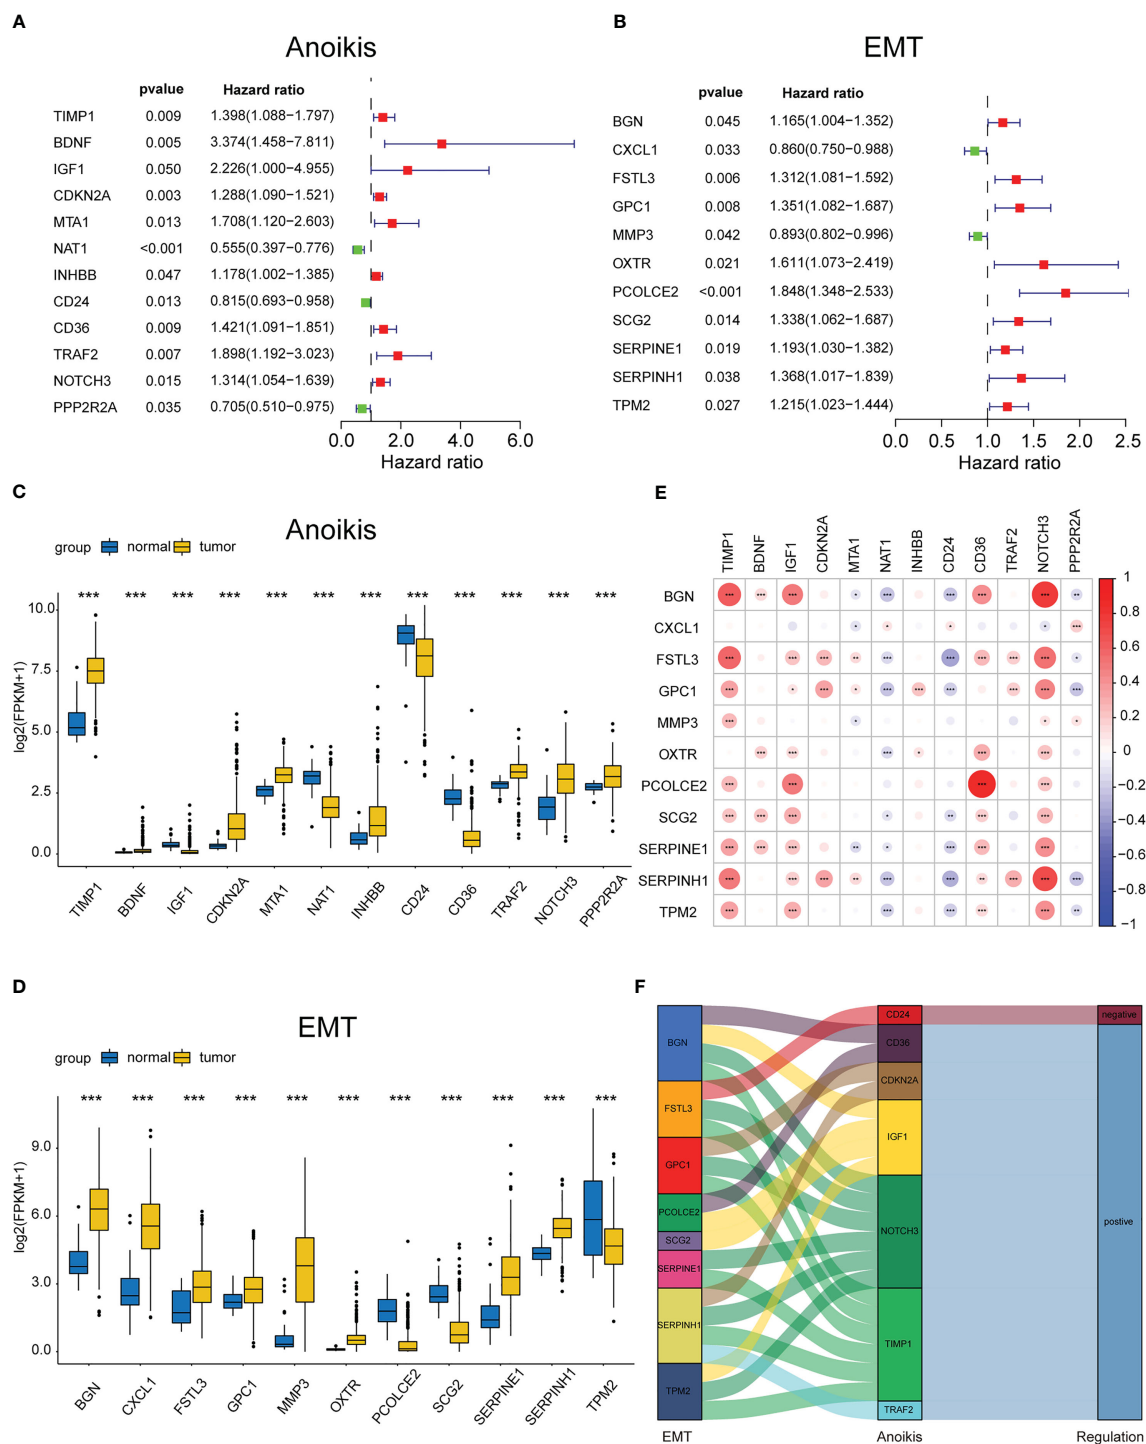 A
Anoikis
pvalue Hazard ratio
TIMP1 0.009 1.398(1.088−1.797)
BDNF 0.005 3.374(1.458−7.811)
IGF1 0.050 2.226(1.000−4.955)
CDKN2A 0.003 1.288(1.090−1.521)
MTA1 0.013 1.708(1.120−2.603)
NAT1 <0.001 0.555(0.397−0.776)
INHBB 0.047 1.178(1.002−1.385)
CD24 0.013 0.815(0.693−0.958)
CD36 0.009 1.421(1.091−1.851)
TRAF2 0.007 1.898(1.192−3.023)
NOTCH3 0.015 1.314(1.054−1.639)
PPP2R2A 0.035 0.705(0.510−0.975)
0.0 2.0 4.0 6.0
Hazard ratio
B
EMT
pvalue Hazard ratio
BGN 0.045 1.165(1.004−1.352)
CXCL1 0.033 0.860(0.750−0.988)
FSTL3 0.006 1.312(1.081−1.592)
GPC1 0.008 1.351(1.082−1.687)
MMP3 0.042 0.893(0.802−0.996)
OXTR 0.021 1.611(1.073−2.419)
PCOLCE2 <0.001 1.848(1.348−2.533)
SCG2 0.014 1.338(1.062−1.687)
SERPINE1 0.019 1.193(1.030−1.382)
SERPINH1 0.038 1.368(1.017−1.839)
TPM2 0.027 1.215(1.023−1.444)
0.0 0.5 1.0 1.5 2.0 2.5
Hazard ratio
C
Anoikis
group normal tumor
*** *** *** *** *** *** *** *** *** *** *** ***
log2(FPKM+1)
10.0
7.5
5.0
2.5
0.0
TIMP1 BDNF IGF1 CDKN2A MTA1 NAT1 INHBB CD24 CD36 TRAF2 NOTCH3 PPP2R2A
E
TIMP1 BDNF IGF1 CDKN2A MTA1 NAT1 INHBB CD24 CD36 TRAF2 NOTCH3 PPP2R2A
BGN
CXCL1
FSTL3
GPC1
MMP3
OXTR
PCOLCE2
SCG2
SERPINE1
SERPINH1
TPM2
1
0.8
0.6
0.4
0.2
0
−0.2
−0.4
−0.6
−0.8
−1
D
EMT
group normal tumor
*** *** *** *** *** *** *** *** *** *** ***
log2(FPKM+1)
9.0
6.0
3.0
0.0
BGN CXCL1 FSTL3 GPC1 MMP3 OXTR PCOLCE2 SCG2 SERPINE1 SERPINH1 TPM2
F
BGN
FSTL3
GPC1
PCOLCE2
SCG2
SERPINE1
SERPINH1
TPM2
CD24
CD36
CDKN2A
IGF1
NOTCH3
TIMP1
TRAF2
negative
postive
EMT Anoikis Regulation